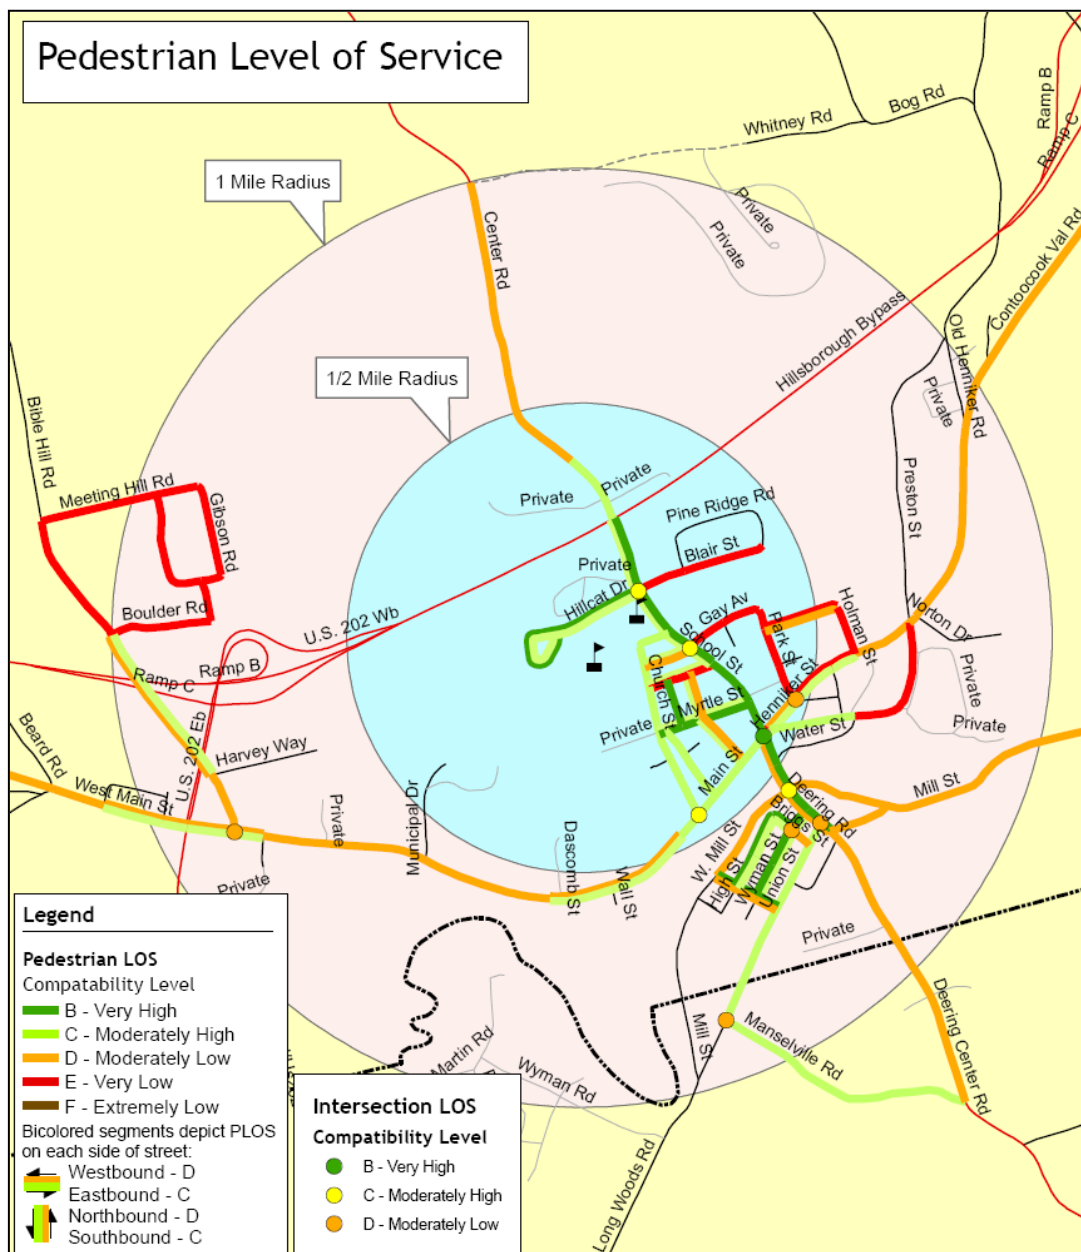 Pedestrian Level of Service
1 Mile Radius
1/2 Mile Radius
Whitney Rd
Bog Rd
Ramp B
Ramp C
Private
Private
Center Rd
Contoocook Val Rd
Hillsborough Bypass
Old Henniker Rd
Private
Bible Hill Rd
Meeting Hill Rd
Gibson Rd
Boulder Rd
Private
Private
Pine Ridge Rd
Blair St
Preston St
Private
Hillcat Dr
Gay Av
Holman St
Norton Dr
U.S. 202 Wb
Ramp B
Ramp C
School St
Park St
Church St
Henniker St
Myrtle St
Private
Water St
Private
Private
U.S. 202 Eb
Harvey Way
Beard Rd
West Main St
Main St
Deering Rd
Mill St
Private
Municipal Dr
Dascomb St
Wall St
W. Mill St
Briggs St
High St
Wyman St
Union St
Private
Private
Deering Center Rd
Mill St
Manselville Rd
Martin Rd
Wyman Rd
Long Woods Rd
Legend
Pedestrian LOS
Compatability Level
B - Very High
C - Moderately High
D - Moderately Low
E - Very Low
F - Extremely Low
Bicolored segments depict PLOS
on each side of street:
Westbound - D
Eastbound - C
Northbound - D
Southbound - C
Intersection LOS
Compatibility Level
B - Very High
C - Moderately High
D - Moderately Low